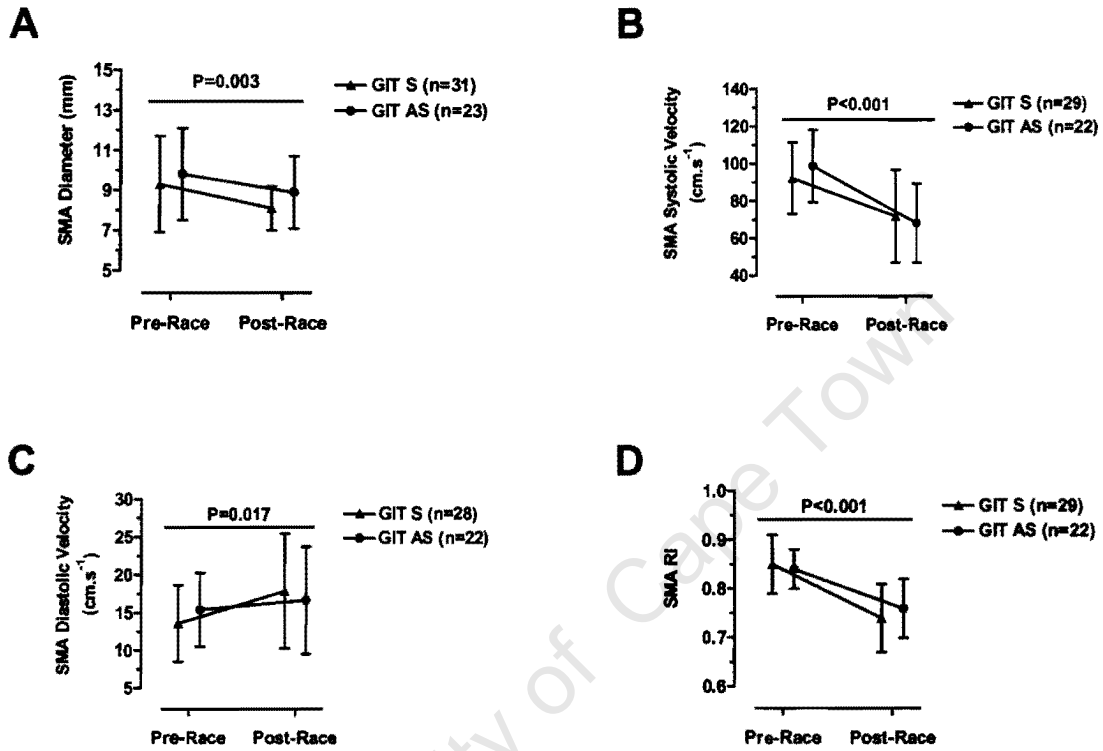 A
SMA Diameter (mm)
15
13
11
9
7
5
P=0.003
GIT S (n=31)
GIT AS (n=23)
Pre-Race Post-Race
B
SMA Systolic Velocity
(cm.s⁻¹)
140
120
100
80
60
40
P<0.001
GIT S (n=29)
GIT AS (n=22)
Pre-Race Post-Race
C
SMA Diastolic Velocity
(cm.s⁻¹)
30
25
20
15
10
5
P=0.017
GIT S (n=28)
GIT AS (n=22)
Pre-Race Post-Race
D
SMA RI
1.0
0.9
0.8
0.7
0.6
P<0.001
GIT S (n=29)
GIT AS (n=22)
Pre-Race Post-Race
of Cape Town